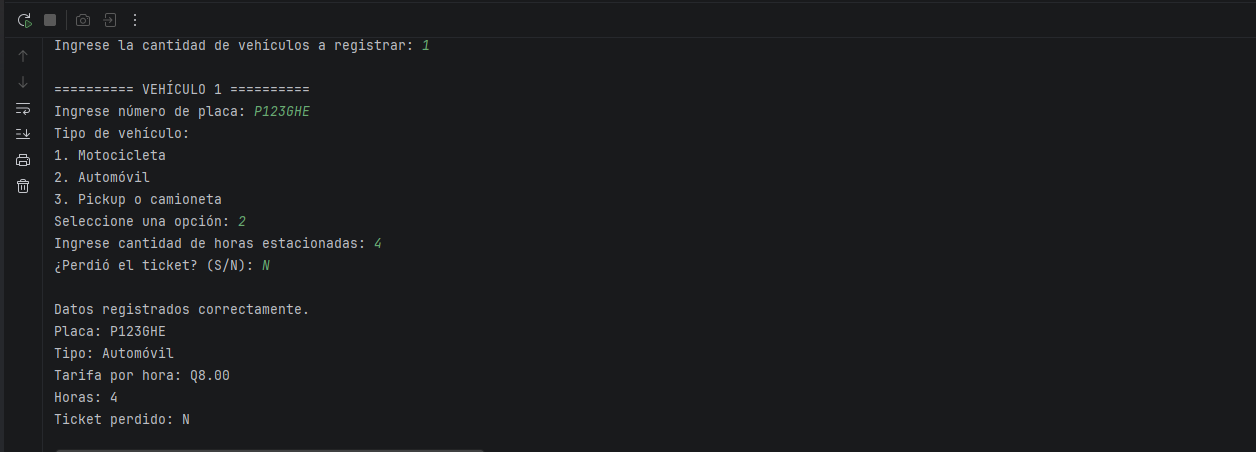 Ingrese la cantidad de vehículos a registrar: 1
========== VEHÍCULO 1 ==========
Ingrese número de placa: P123GHE
Tipo de vehículo:
1. Motocicleta
2. Automóvil
3. Pickup o camioneta
Seleccione una opción: 2
Ingrese cantidad de horas estacionadas: 4
¿Perdió el ticket? (S/N): N
Datos registrados correctamente.
Placa: P123GHE
Tipo: Automóvil
Tarifa por hora: Q8.00
Horas: 4
Ticket perdido: N